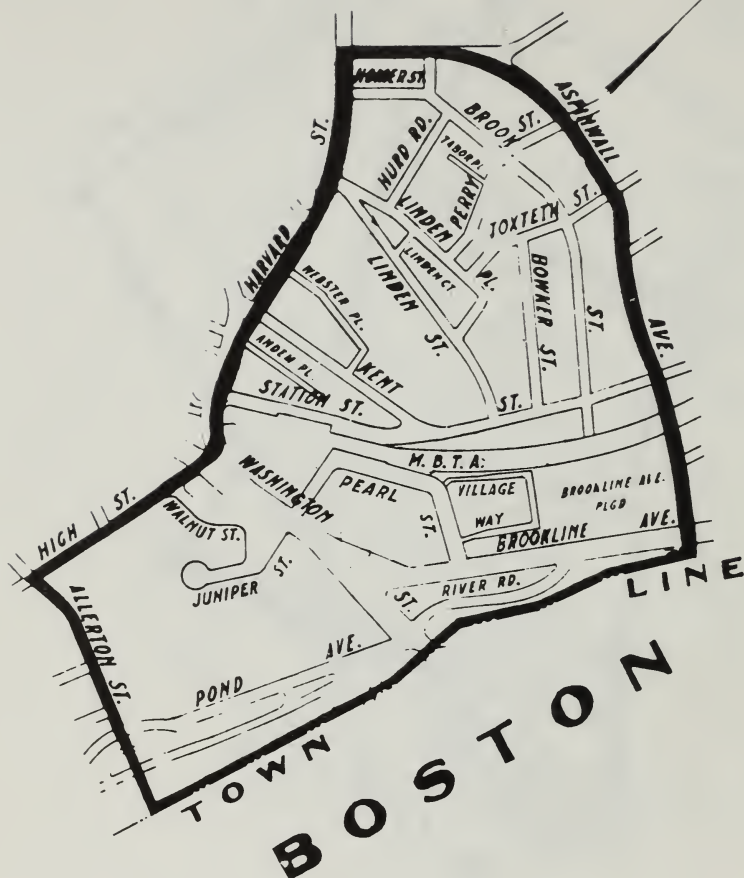 HOMER ST.
ASPINWALL
AVE.
BROOK
ST.
HURD RD.
TABOR PL.
PERRY
LINDEN
TOXTETH ST.
HARVARD
ST.
LINDEN CT.
PL.
LINDEN ST.
BOWKER ST.
ST.
WEBSTER PL.
KENT
ST.
ANDEM PL.
STATION ST.
M.B.T.A.
WASHINGTON
ST.
PEARL
ST.
VILLAGE
WAY
BROOKLINE AVE.
PLGD
BROOKLINE
AVE.
HIGH
ST.
WALNUT ST.
JUNIPER
ST.
RIVER RD.
ALLERTON ST.
POND
AVE.
TOWN
LINE
BOSTON